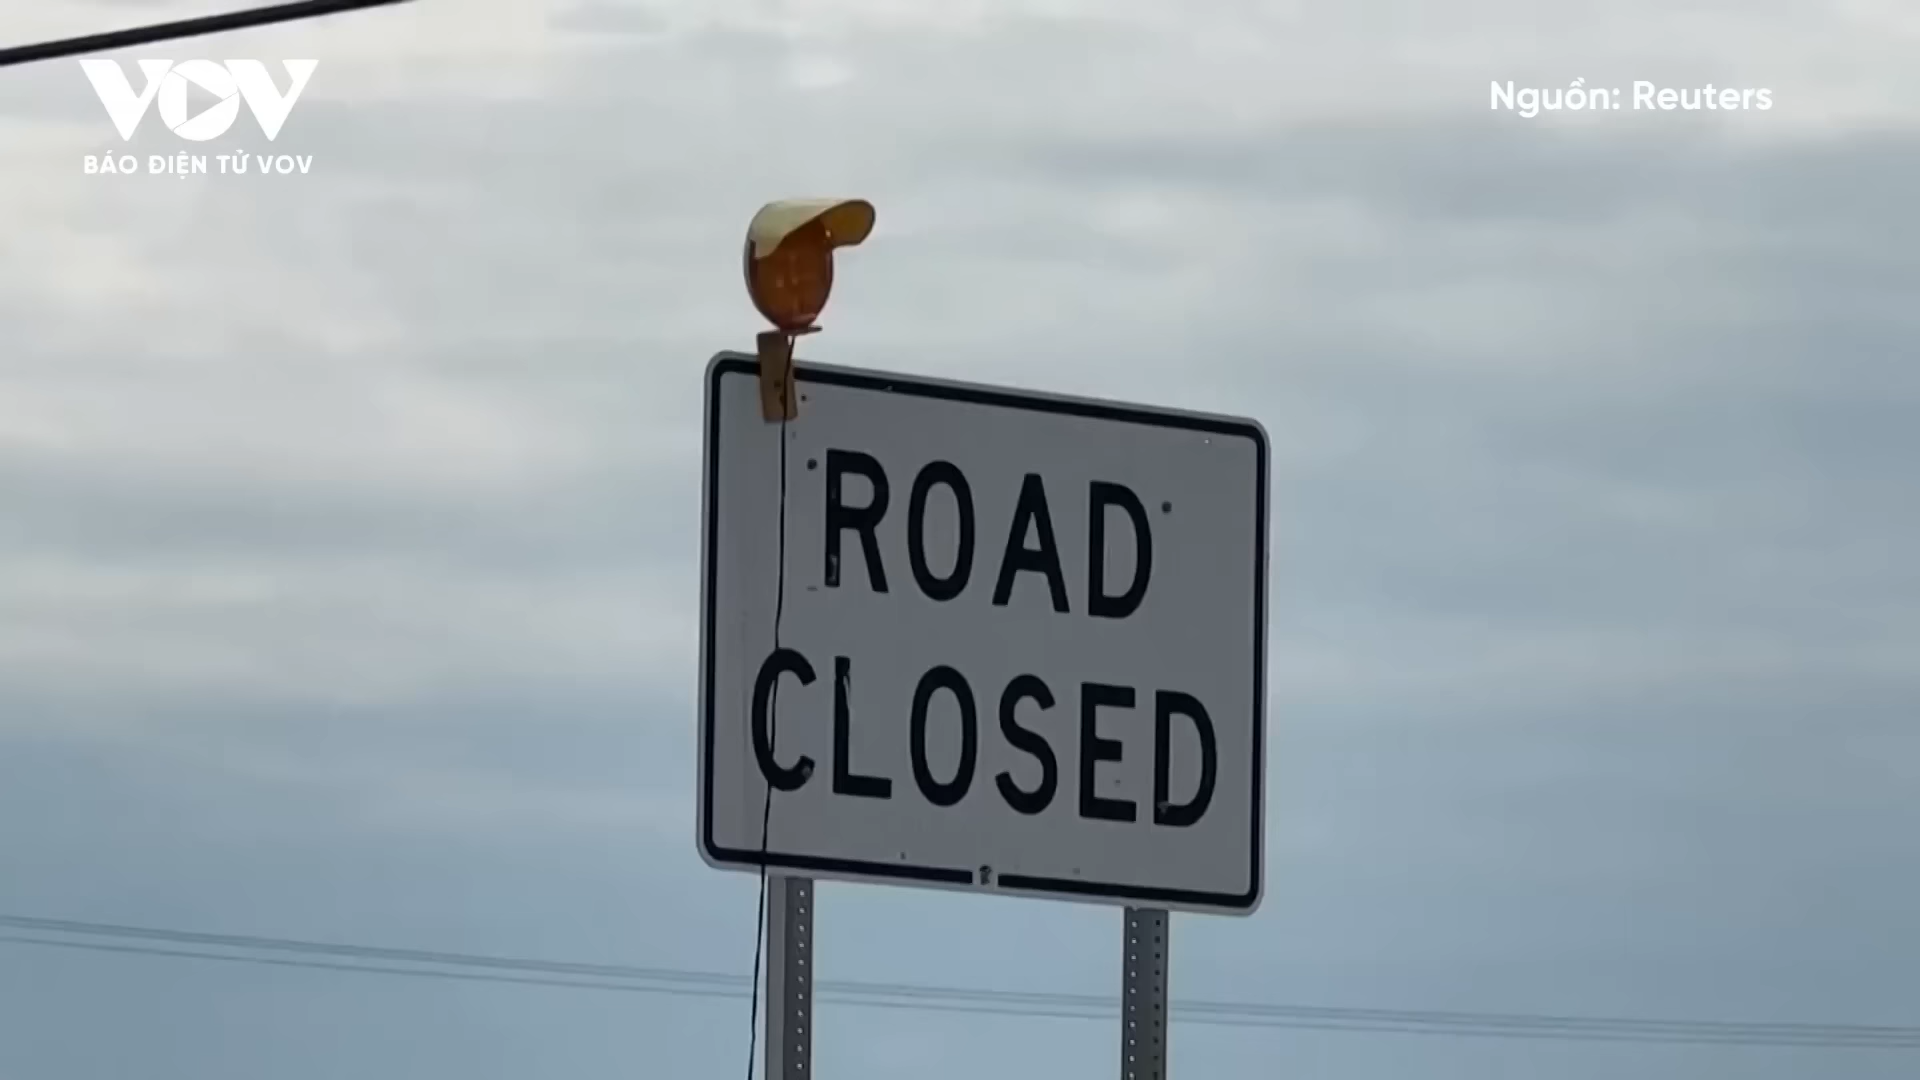 VOV
BÁO ĐIỆN TỬ VOV
Nguồn: Reuters
ROAD
CLOSED